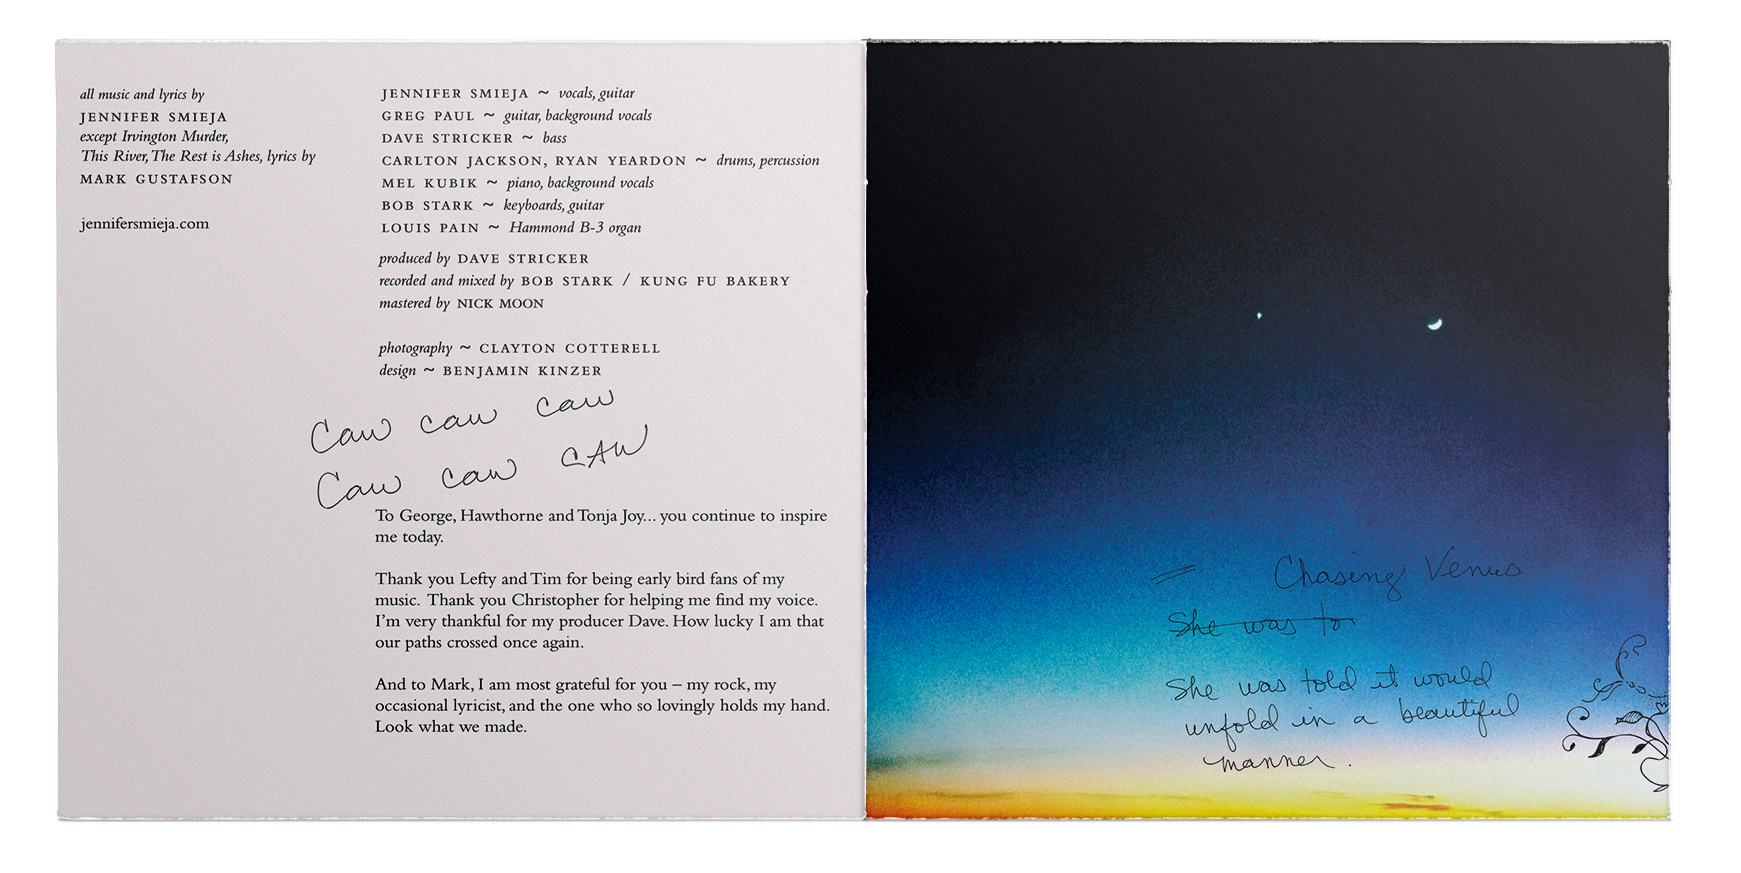 all music and lyrics by
JENNIFER SMIEJA
except Irvington Murder,
This River, The Rest is Ashes, lyrics by
MARK GUSTAFSON
jennifersmieja.com
JENNIFER SMIEJA ~ vocals, guitar
GREG PAUL ~ guitar, background vocals
DAVE STRICKER ~ bass
CARLTON JACKSON, RYAN YEARDON ~ drums, percussion
MEL KUBIK ~ piano, background vocals
BOB STARK ~ keyboards, guitar
LOUIS PAIN ~ Hammond B-3 organ
produced by DAVE STRICKER
recorded and mixed by BOB STARK / KUNG FU BAKERY
mastered by NICK MOON
photography ~ CLAYTON COTTERELL
design ~ BENJAMIN KINZER
Caw caw caw
Caw caw CAW
To George, Hawthorne and Tonja Joy... you continue to inspire
me today.
Thank you Lefty and Tim for being early bird fans of my
music. Thank you Christopher for helping me find my voice.
I'm very thankful for my producer Dave. How lucky I am that
our paths crossed once again.
And to Mark, I am most grateful for you – my rock, my
occasional lyricist, and the one who so lovingly holds my hand.
Look what we made.
Chasing Venus
She was to
She was told it would
unfold in a beautiful
manner.